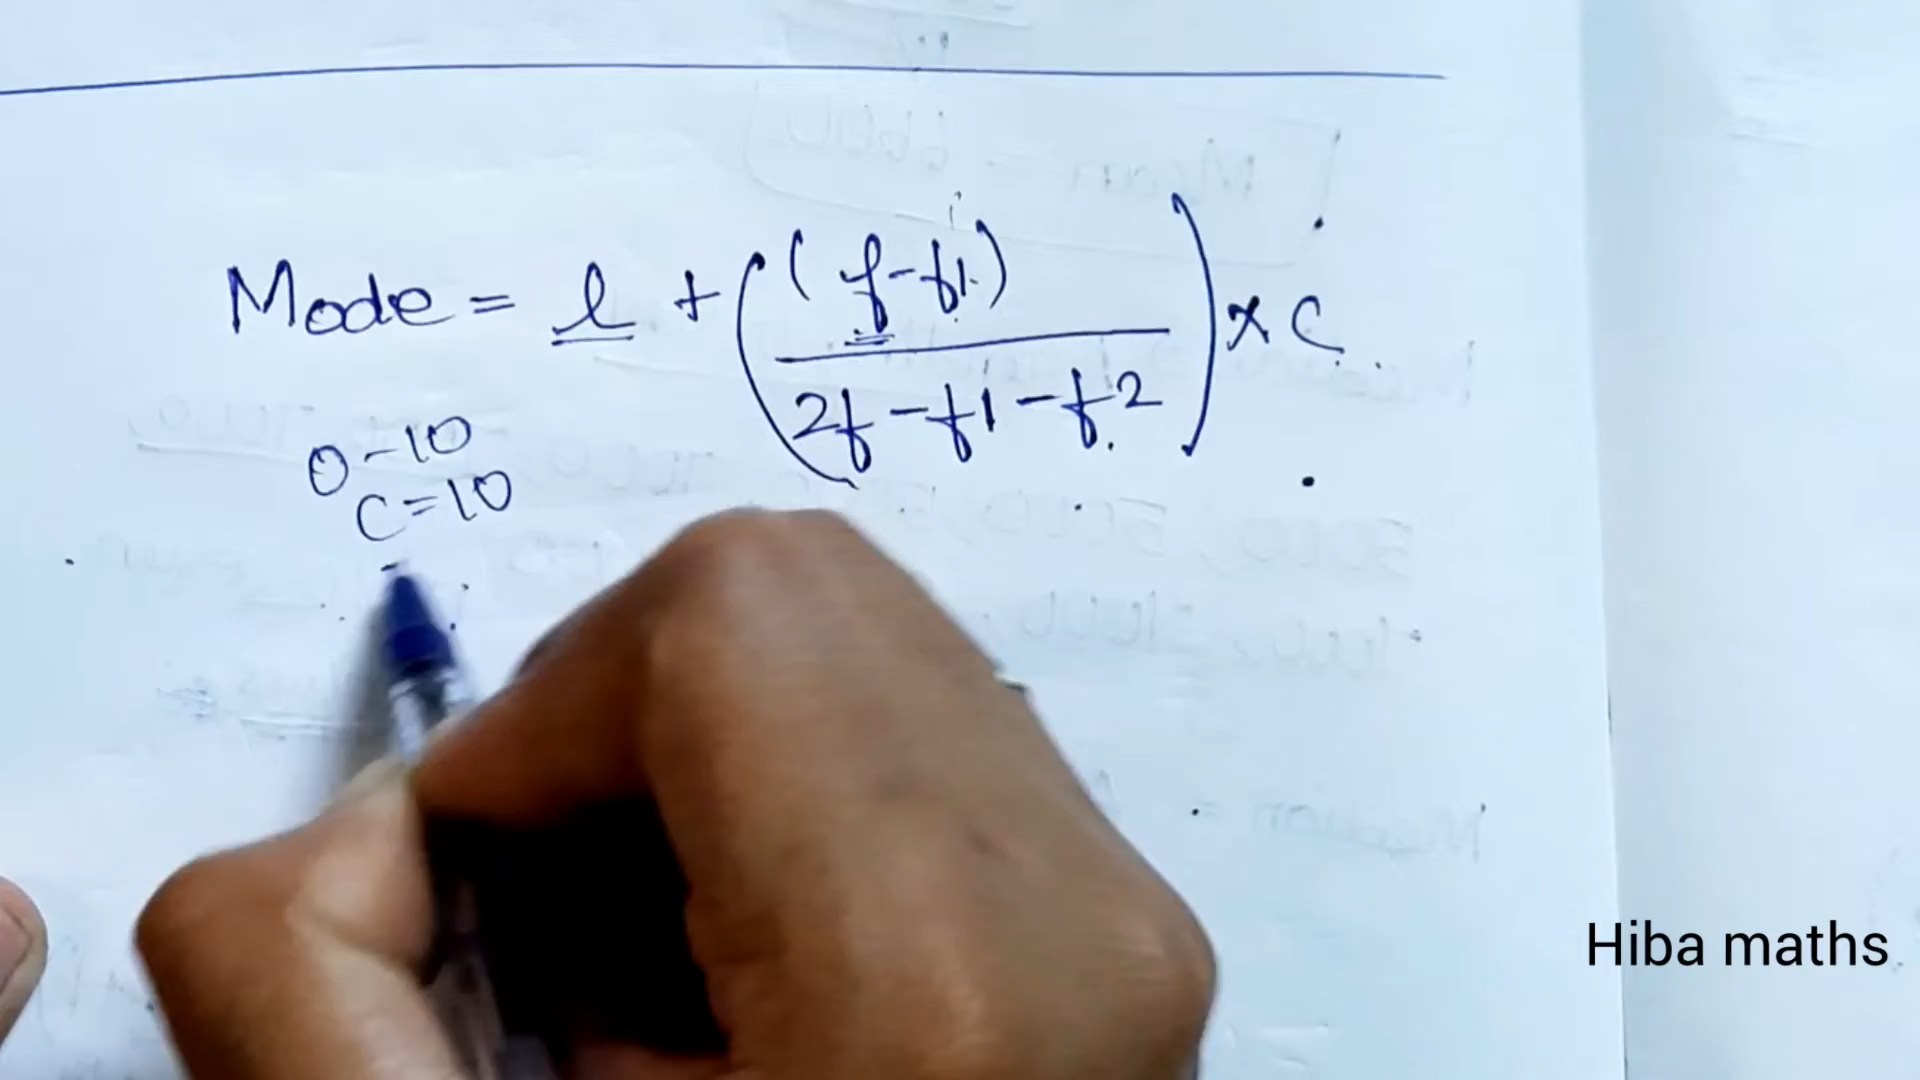 Mode = l + ( (f-f1) / 2f-f1-f2 ) x c
0-10
c=10
Hiba maths